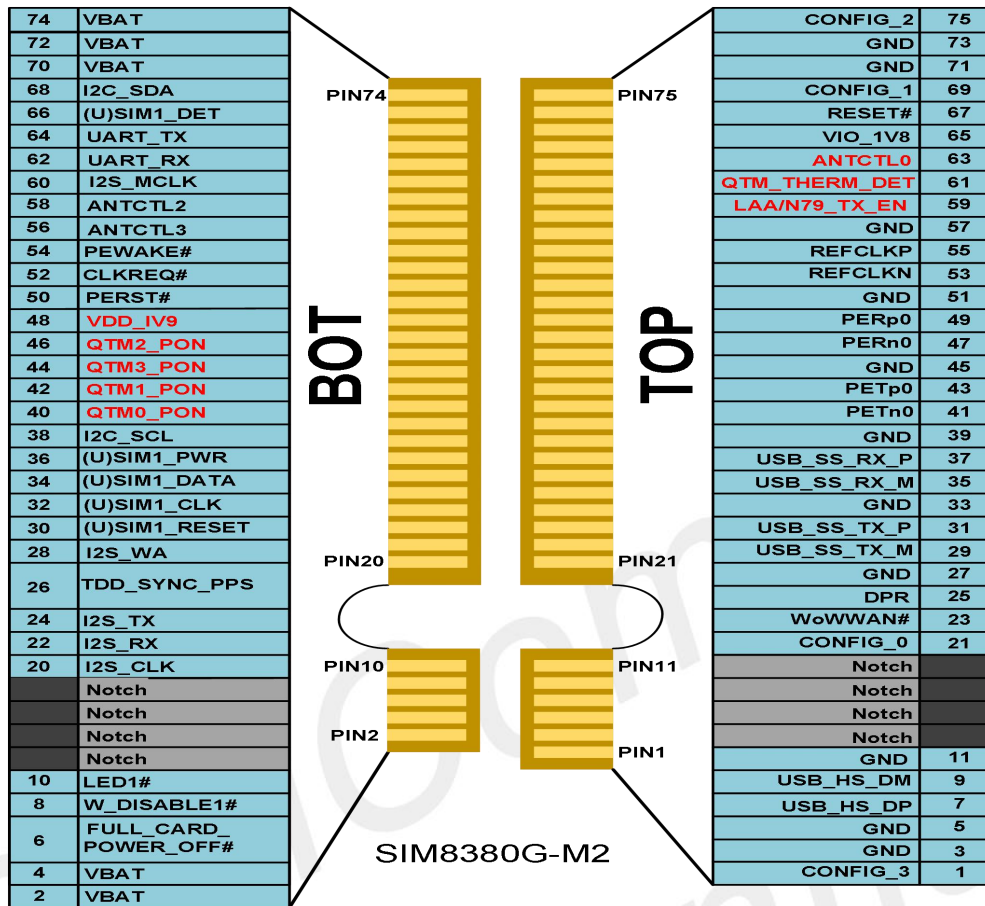 74 VBAT
72 VBAT
70 VBAT
68 I2C_SDA
66 (U)SIM1_DET
64 UART_TX
62 UART_RX
60 I2S_MCLK
58 ANTCTL2
56 ANTCTL3
54 PEWAKE#
52 CLKREQ#
50 PERST#
48 VDD_IV9
46 QTM2_PON
44 QTM3_PON
42 QTM1_PON
40 QTM0_PON
38 I2C_SCL
36 (U)SIM1_PWR
34 (U)SIM1_DATA
32 (U)SIM1_CLK
30 (U)SIM1_RESET
28 I2S_WA
26 TDD_SYNC_PPS
24 I2S_TX
22 I2S_RX
20 I2S_CLK
Notch
Notch
Notch
Notch
10 LED1#
8 W_DISABLE1#
6 FULL_CARD_
POWER_OFF#
4 VBAT
2 VBAT
PIN74
BOT
PIN20
PIN10
PIN2
PIN75
TOP
PIN21
PIN11
PIN1
SIM8380G-M2
CONFIG_2 75
GND 73
GND 71
CONFIG_1 69
RESET# 67
VIO_1V8 65
ANTCTL0 63
QTM_THERM_DET 61
LAA/N79_TX_EN 59
GND 57
REFCLKP 55
REFCLKN 53
GND 51
PERp0 49
PERn0 47
GND 45
PETp0 43
PETn0 41
GND 39
USB_SS_RX_P 37
USB_SS_RX_M 35
GND 33
USB_SS_TX_P 31
USB_SS_TX_M 29
GND 27
DPR 25
WoWWAN# 23
CONFIG_0 21
Notch
Notch
Notch
Notch
GND 11
USB_HS_DM 9
USB_HS_DP 7
GND 5
GND 3
CONFIG_3 1